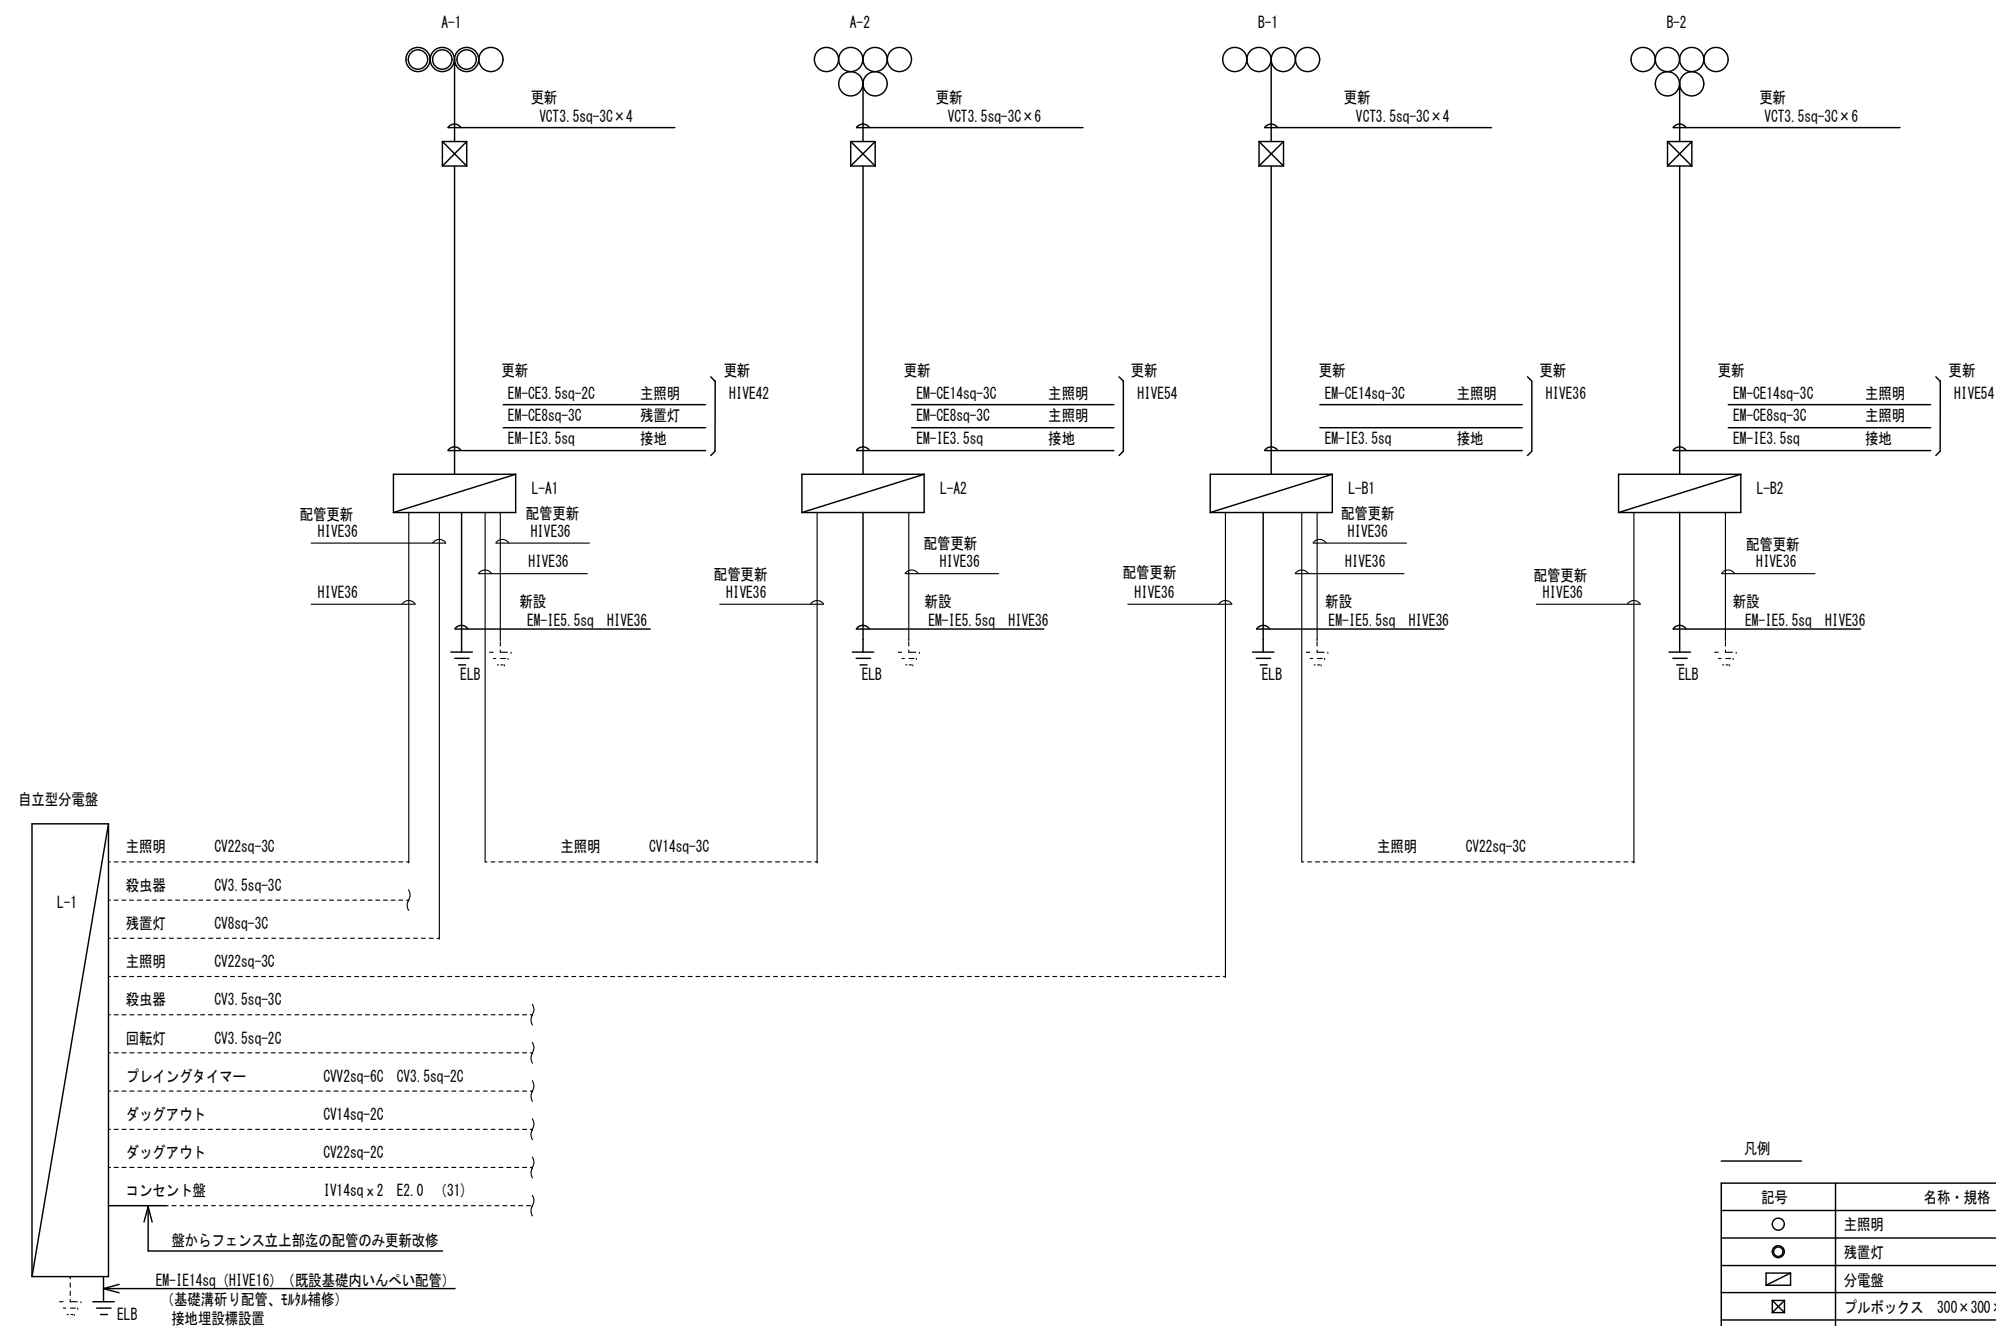 A-1
A-2
B-1
B-2
更新
VCT3.5sq-3C×4
更新
VCT3.5sq-3C×6
更新
VCT3.5sq-3C×4
更新
VCT3.5sq-3C×6
更新
EM-CE3.5sq-2C 主照明
EM-CE8sq-3C 残置灯
EM-IE3.5sq 接地
更新
HIVE42
更新
EM-CE14sq-3C 主照明
EM-CE8sq-3C 主照明
EM-IE3.5sq 接地
更新
HIVE54
更新
EM-CE14sq-3C 主照明
EM-IE3.5sq 接地
更新
HIVE36
更新
EM-CE14sq-3C 主照明
EM-CE8sq-3C 主照明
EM-IE3.5sq 接地
更新
HIVE54
L-A1
配管更新
HIVE36
HIVE36
配管更新
HIVE36
HIVE36
新設
EM-IE5.5sq HIVE36
ELB
L-A2
配管更新
HIVE36
配管更新
HIVE36
新設
EM-IE5.5sq HIVE36
ELB
L-B1
配管更新
HIVE36
配管更新
HIVE36
HIVE36
新設
EM-IE5.5sq HIVE36
ELB
L-B2
配管更新
HIVE36
配管更新
HIVE36
新設
EM-IE5.5sq HIVE36
ELB
自立型分電盤
L-1
主照明 CV22sq-3C
主照明 CV14sq-3C
主照明 CV22sq-3C
殺虫器 CV3.5sq-3C
残置灯 CV8sq-3C
主照明 CV22sq-3C
殺虫器 CV3.5sq-3C
回転灯 CV3.5sq-2C
プレイングタイマー CVV2sq-6C CV3.5sq-2C
ダッグアウト CV14sq-2C
ダッグアウト CV22sq-2C
コンセント盤 IV14sq x 2 E2.0 (31)
盤からフェンス立上部迄の配管のみ更新改修
EM-IE14sq (HIVE16) (既設基礎内いんぺい配管)
(基礎溝斫り配管、ﾓﾙﾀﾙ補修)
接地埋設標設置
ELB
凡例
記号 名称・規格
主照明
残置灯
分電盤
プルボックス 300×300×